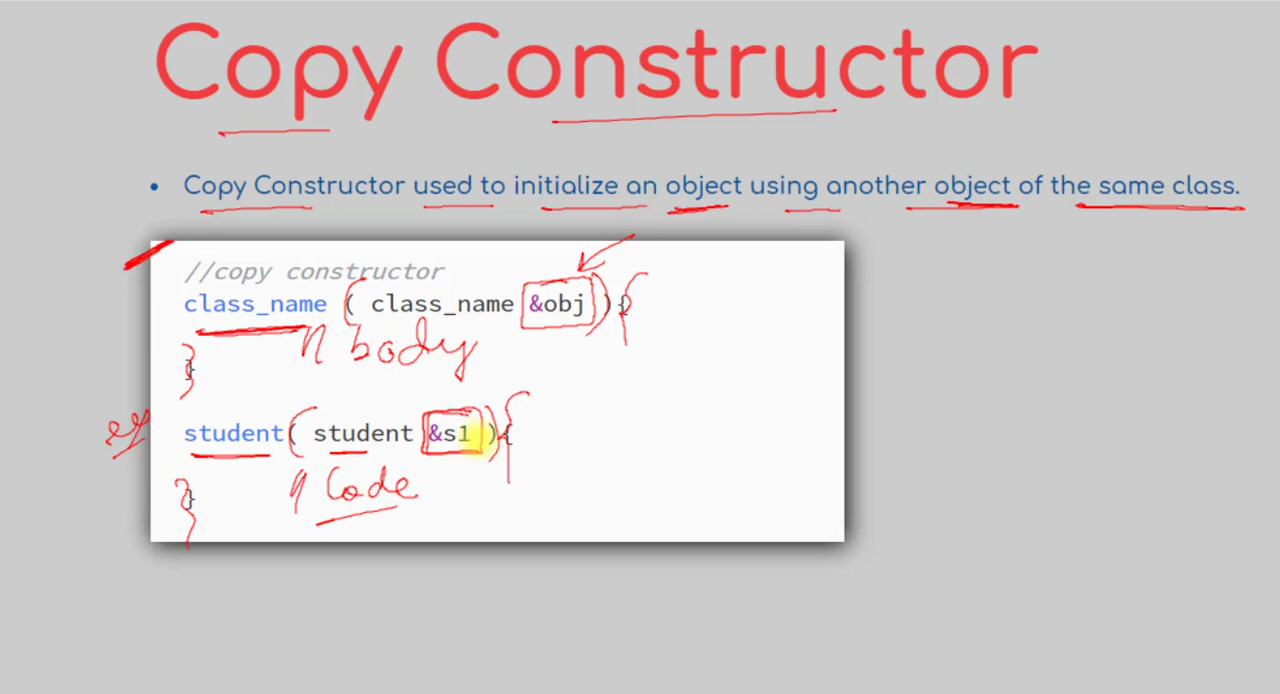 Copy Constructor
• Copy Constructor used to initialize an object using another object of the same class.
//copy constructor
class_name ( class_name &obj ){
body
}
ex
student( student &s1 ){
Code
}